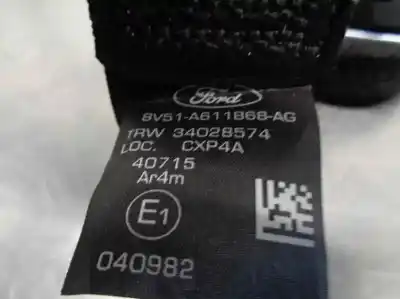 Ford
8V51-A611B68-AG
TRW 34028574
LOC. CXP4A
40715
Ar4m
E1
040982